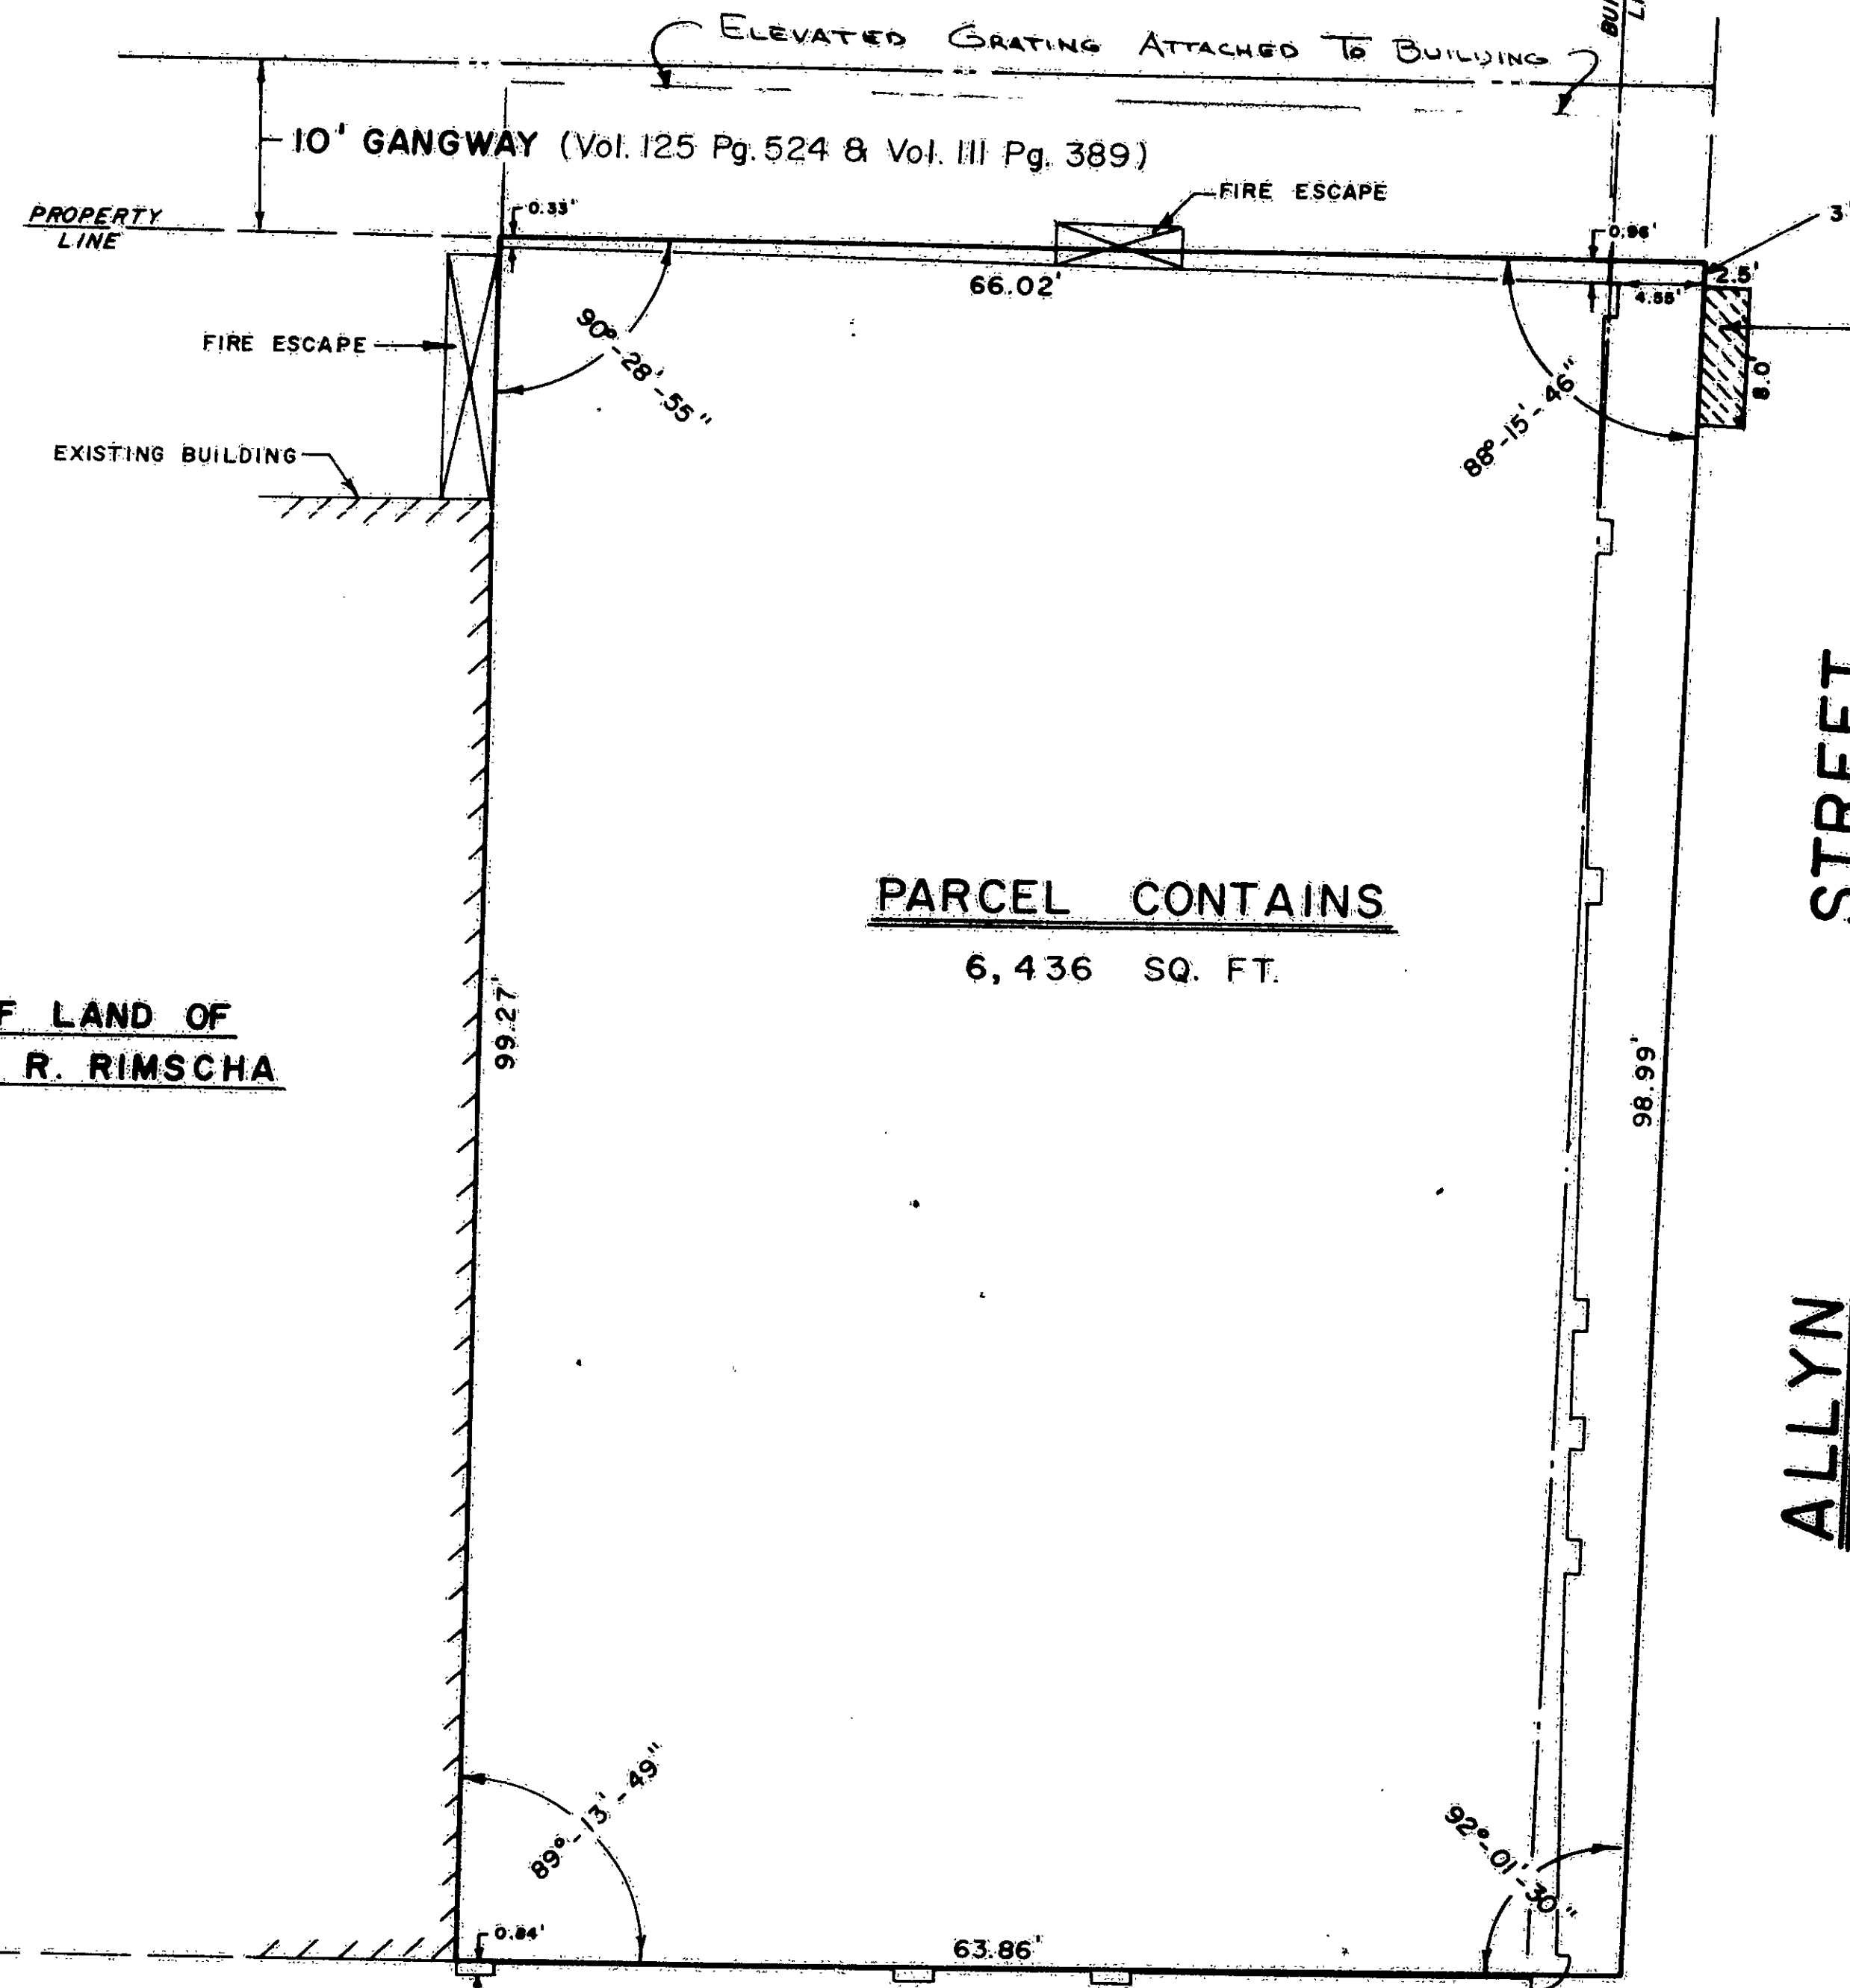 ELEVATED GRATING ATTACHED TO BUILDING
10' GANGWAY (Vol. 125 Pg. 524 & Vol. 111 Pg. 389)
PROPERTY
LINE
0.33'
FIRE ESCAPE
0.96'
3'
66.02'
2.5'
4.55'
8.0'
FIRE ESCAPE
90°-28'-55"
88°-15'-46"
EXISTING BUILDING
STREET
PARCEL CONTAINS
6,436 SQ. FT.
99.27'
98.99'
F LAND OF
R. RIMSCHA
ALLYN
89°-13'-49"
92°-01'-30"
0.84'
63.86'